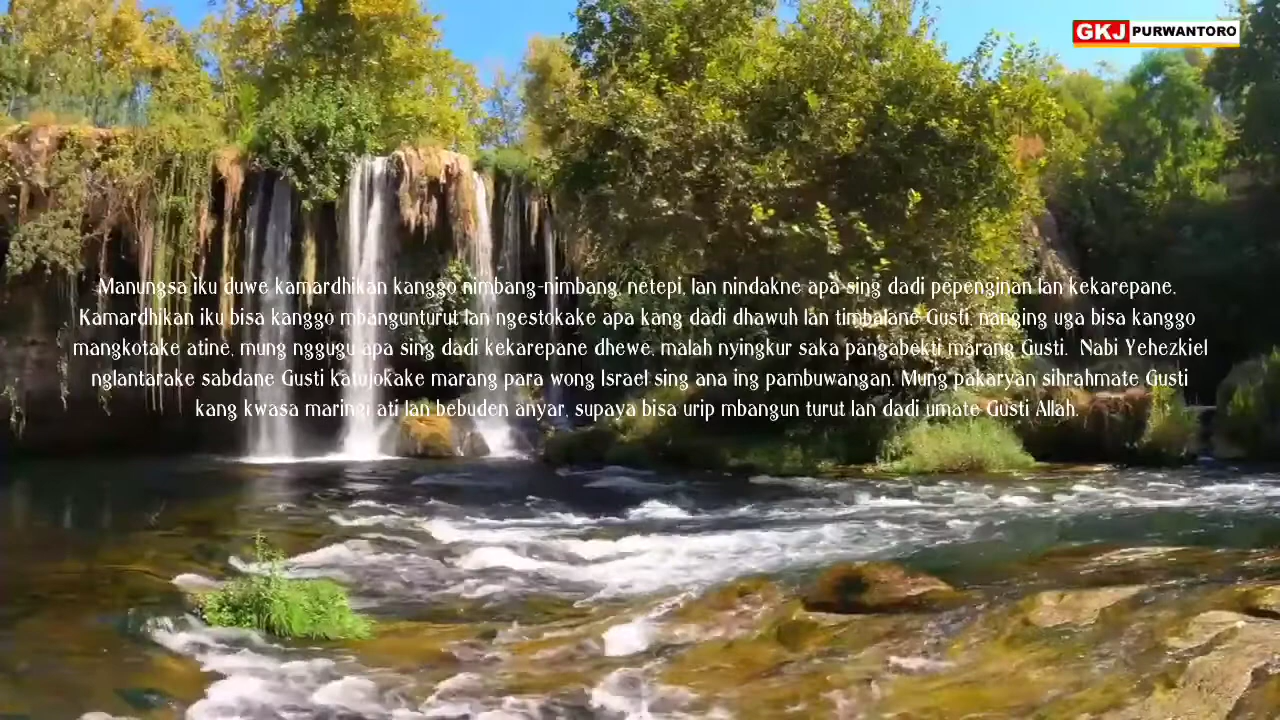 GKJ PURWANTORO
Manungsa iku duwe kamardhikan kanggo nimbang-nimbang, netepi, lan nindakne apa sing dadi pepenginan lan kekarepane.
Kamardhikan iku bisa kanggo mbangunturut lan ngestokake apa kang dadi dhawuh lan timbalane Gusti, nanging uga bisa kanggo
mangkotake atine, mung nggugu apa sing dadi kekarepane dhewe, malah nyingkur saka pangabekti marang Gusti. Nabi Yehezkiel
nglantarake sabdane Gusti katujokake marang para wong Israel sing ana ing pambuwangan. Mung pakaryan sihrahmate Gusti
kang kwasa maringi ati lan bebuden anyar, supaya bisa urip mbangun turut lan dadi umate Gusti Allah.